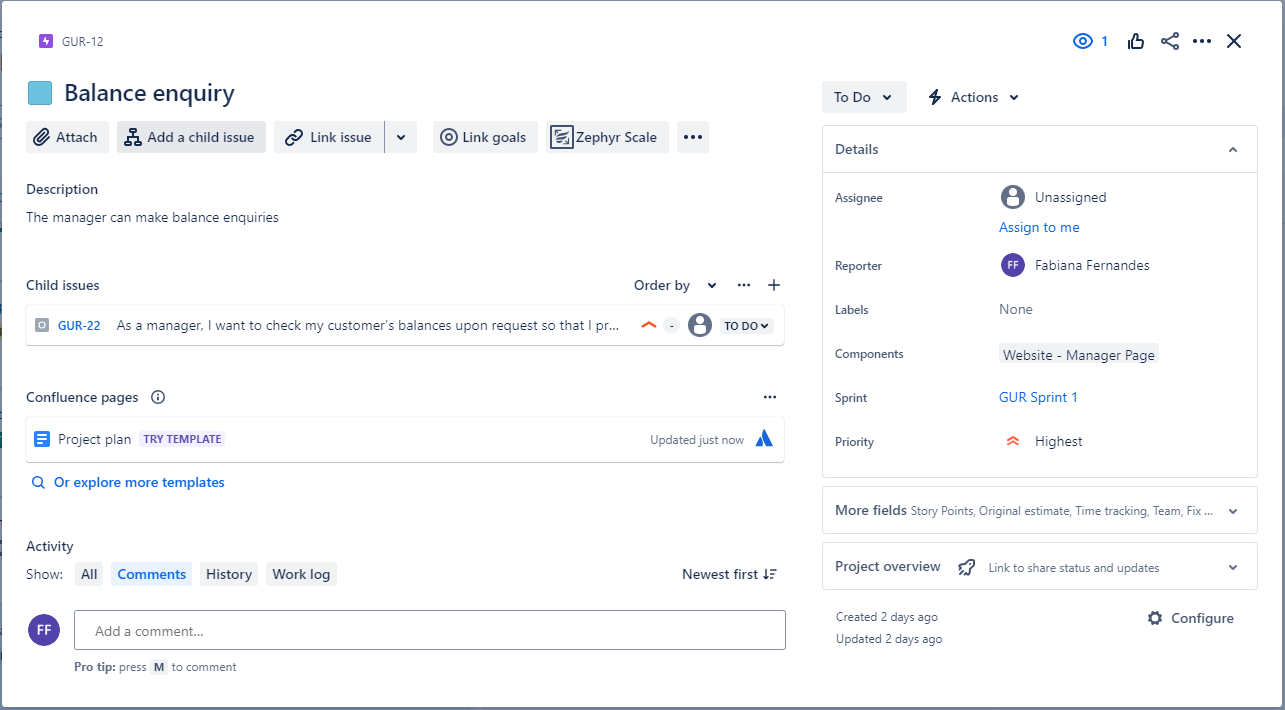 GUR-12
1
Balance enquiry
Attach
Add a child issue
Link issue
Link goals
Zephyr Scale
Description
The manager can make balance enquiries
Child issues
Order by
GUR-22 As a manager, I want to check my customer's balances upon request so that I pr... - TO DO
Confluence pages
Project plan TRY TEMPLATE Updated just now
Or explore more templates
Activity
Show: All Comments History Work log Newest first
FF Add a comment...
Pro tip: press M to comment
To Do
Actions
Details
Assignee Unassigned
Assign to me
Reporter FF Fabiana Fernandes
Labels None
Components Website - Manager Page
Sprint GUR Sprint 1
Priority Highest
More fields Story Points, Original estimate, Time tracking, Team, Fix ...
Project overview Link to share status and updates
Created 2 days ago
Updated 2 days ago
Configure